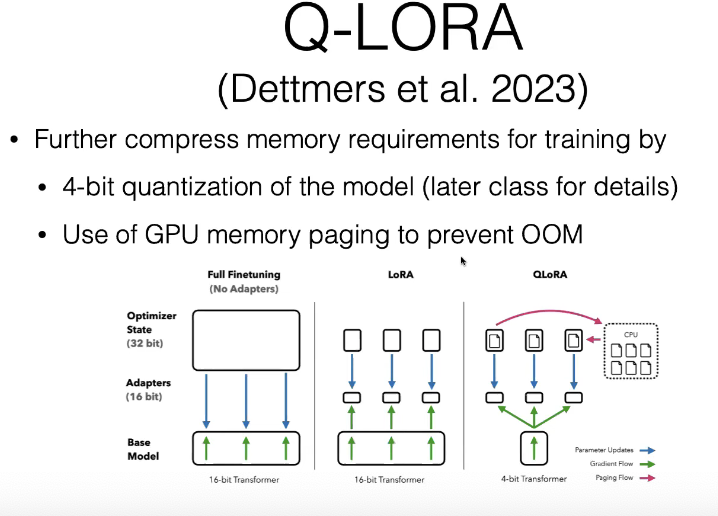 Q-LORA
(Dettmers et al. 2023)
• Further compress memory requirements for training by
• 4-bit quantization of the model (later class for details)
• Use of GPU memory paging to prevent OOM
Full Finetuning
(No Adapters)
LoRA
QLoRA
Optimizer
State
(32 bit)
CPU
Adapters
(16 bit)
Base
Model
16-bit Transformer
16-bit Transformer
4-bit Transformer
Parameter Updates
Gradient Flow
Paging Flow